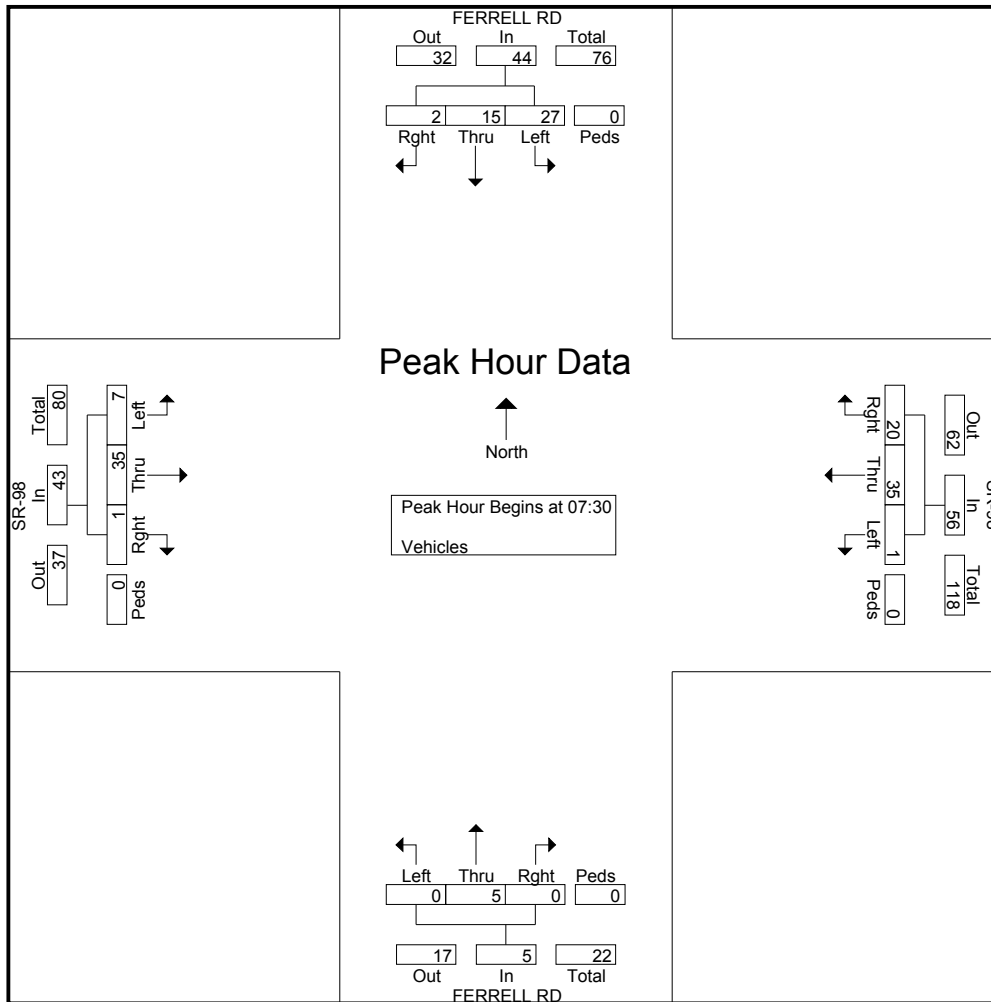 FERRELL RD
Out In Total
32 44 76
2 15 27 0
Rght Thru Left Peds
Peak Hour Data
North
Peak Hour Begins at 07:30
Vehicles
SR-98
Total In Out
80 43 37
7 35 1 0
Left Thru Rght Peds
Rght Thru Left Peds
20 35 1 0
Out In Total
62 56 118
Left Thru Rght Peds
0 5 0 0
17 5 22
Out In Total
FERRELL RD